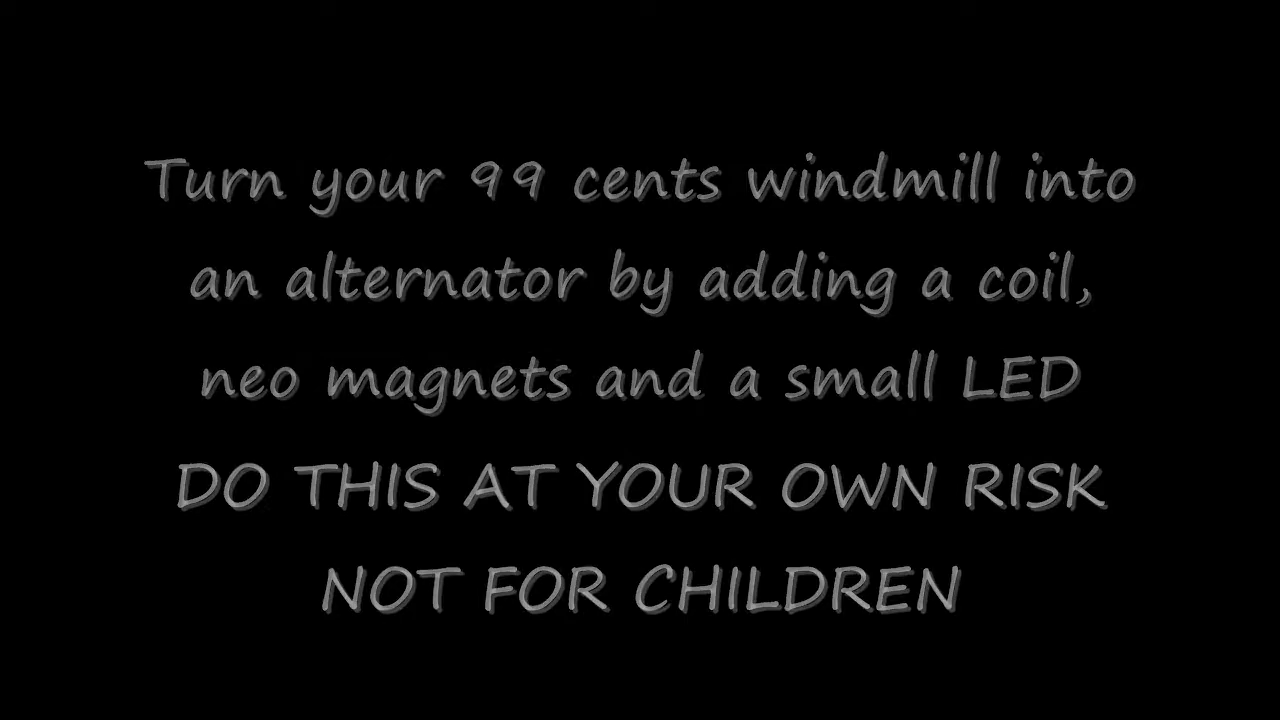 Turn your 99 cents windmill into
an alternator by adding a coil,
neo magnets and a small LED
DO THIS AT YOUR OWN RISK
NOT FOR CHILDREN